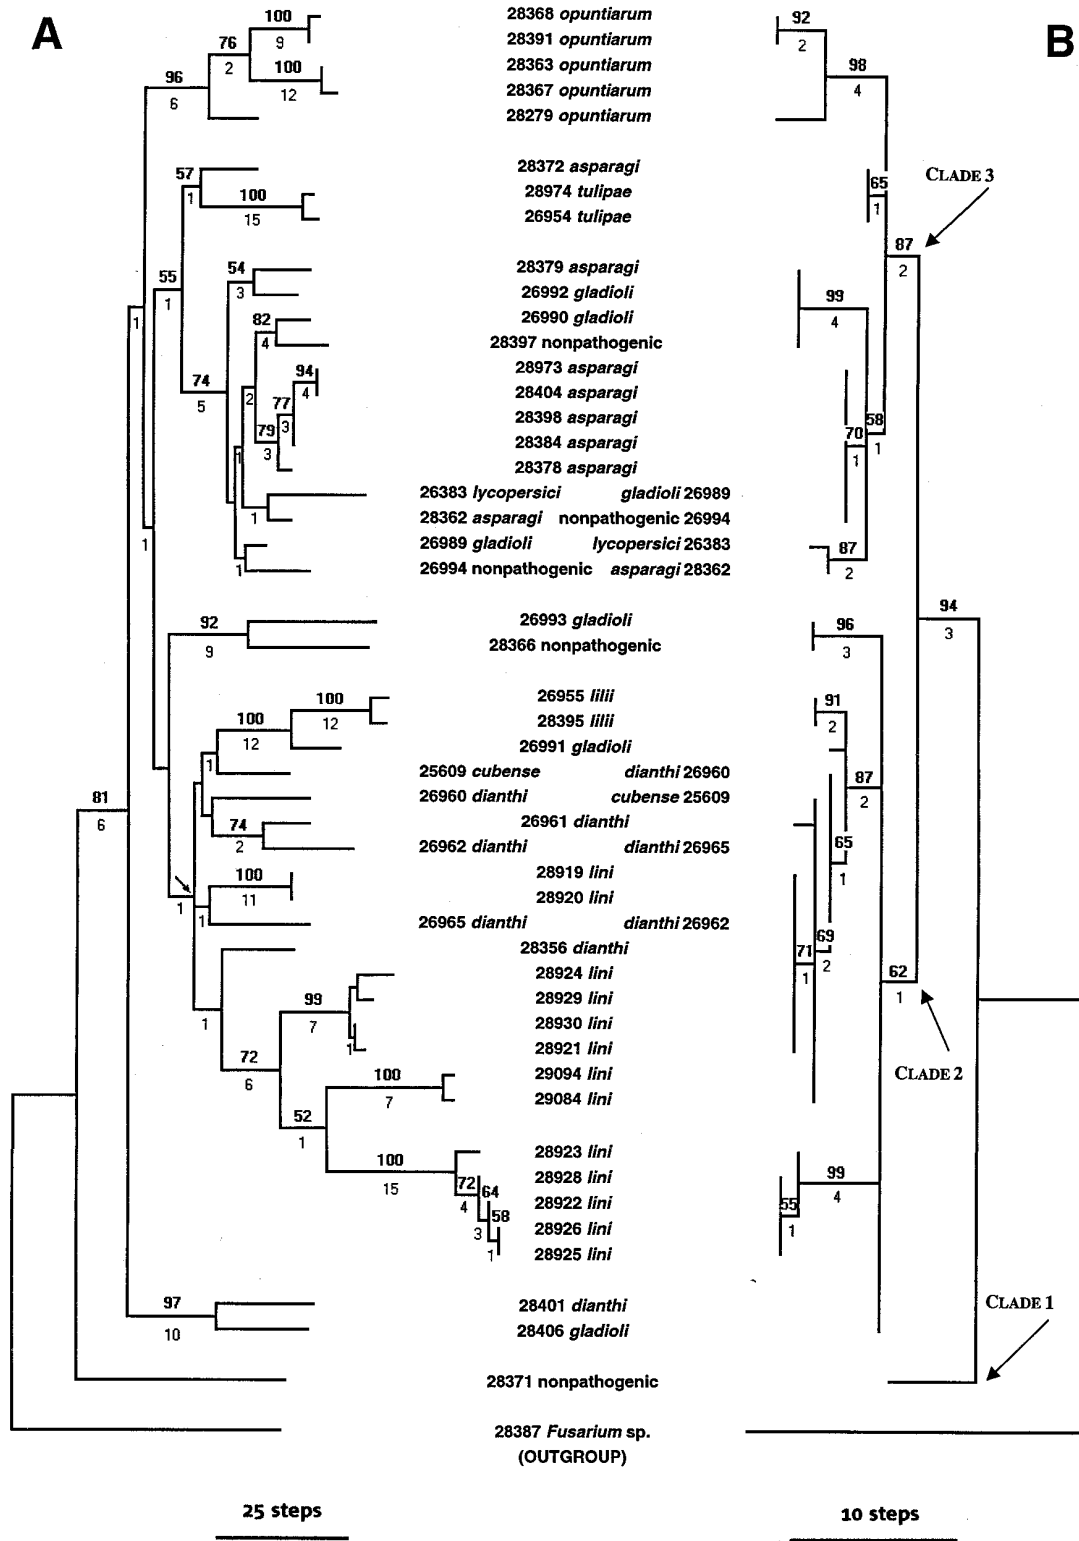 A
B
100
28368 opuntiarum
92
76
9
28391 opuntiarum
2
2
100
28363 opuntiarum
98
96
12
28367 opuntiarum
4
6
28279 opuntiarum
57
28372 asparagi
65
CLADE 3
1
100
28974 tulipae
1
15
26954 tulipae
87
55
54
28379 asparagi
2
1
3
26992 gladioli
99
1
82
26990 gladioli
4
4
28397 nonpathogenic
74
94
28973 asparagi
5
2
77
4
28404 asparagi
79
3
28398 asparagi
58
3
28384 asparagi
70
1
1
28378 asparagi
1
26383 lycopersici gladioli 26989
1
28362 asparagi nonpathogenic 26994
1
26989 gladioli lycopersici 26383
87
1
26994 nonpathogenic asparagi 28362
2
92
26993 gladioli
96
94
9
28366 nonpathogenic
3
3
100
26955 lilii
91
100
12
28395 lilii
2
12
26991 gladioli
1
25609 cubense dianthi 26960
87
81
26960 dianthi cubense 25609
2
6
74
26961 dianthi
2
26962 dianthi dianthi 26965
65
100
28919 lini
1
1
11
28920 lini
1
26965 dianthi dianthi 26962
69
28356 dianthi
71
2
99
28924 lini
1
62
7
28929 lini
1
1
28930 lini
1
28921 lini
72
100
29094 lini
CLADE 2
6
7
29084 lini
52
1
28923 lini
100
28928 lini
99
15
72
64
28922 lini
55
4
4
58
28926 lini
1
3
1
28925 lini
97
28401 dianthi
CLADE 1
10
28406 gladioli
28371 nonpathogenic
28387 Fusarium sp.
(OUTGROUP)
25 steps
10 steps